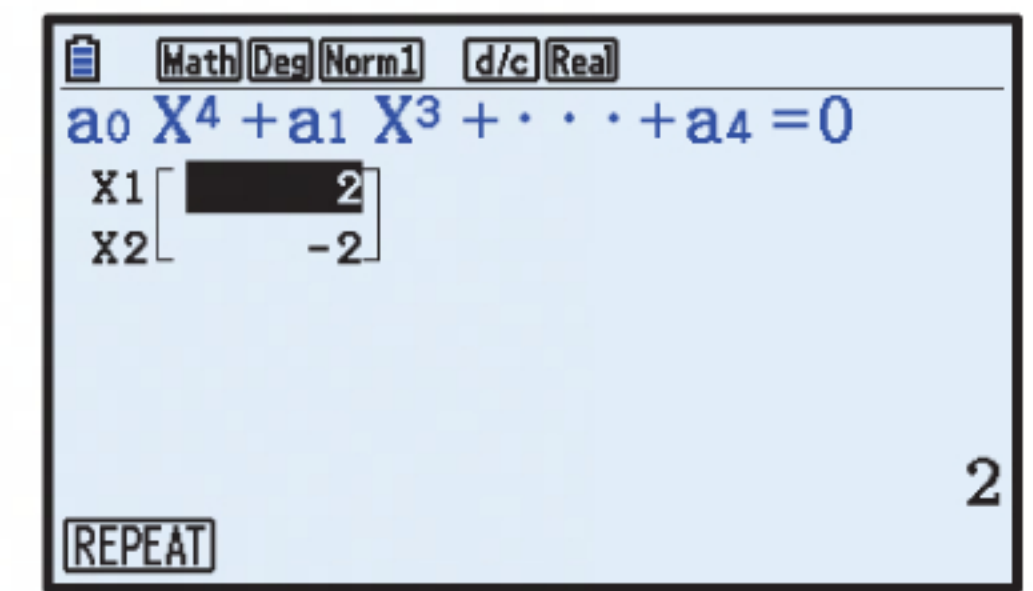 Math Deg Norm1 d/c Real
a₀ X⁴ +a₁ X³ +···+a₄ =0
X1[ 2]
X2[ -2]
2
REPEAT